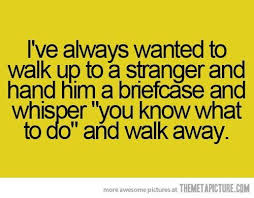 I've always wanted to
walk up to a stranger and
hand him a briefcase and
whisper "you know what
to do" and walk away.
more awesome pictures at THEMETAPICTURE.COM